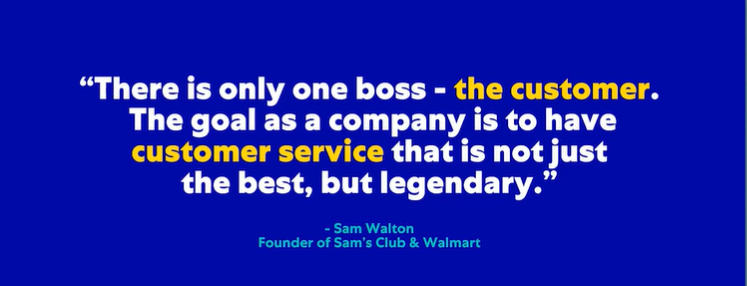 “There is only one boss - the customer.
The goal as a company is to have
customer service that is not just
the best, but legendary.”
- Sam Walton
Founder of Sam's Club & Walmart